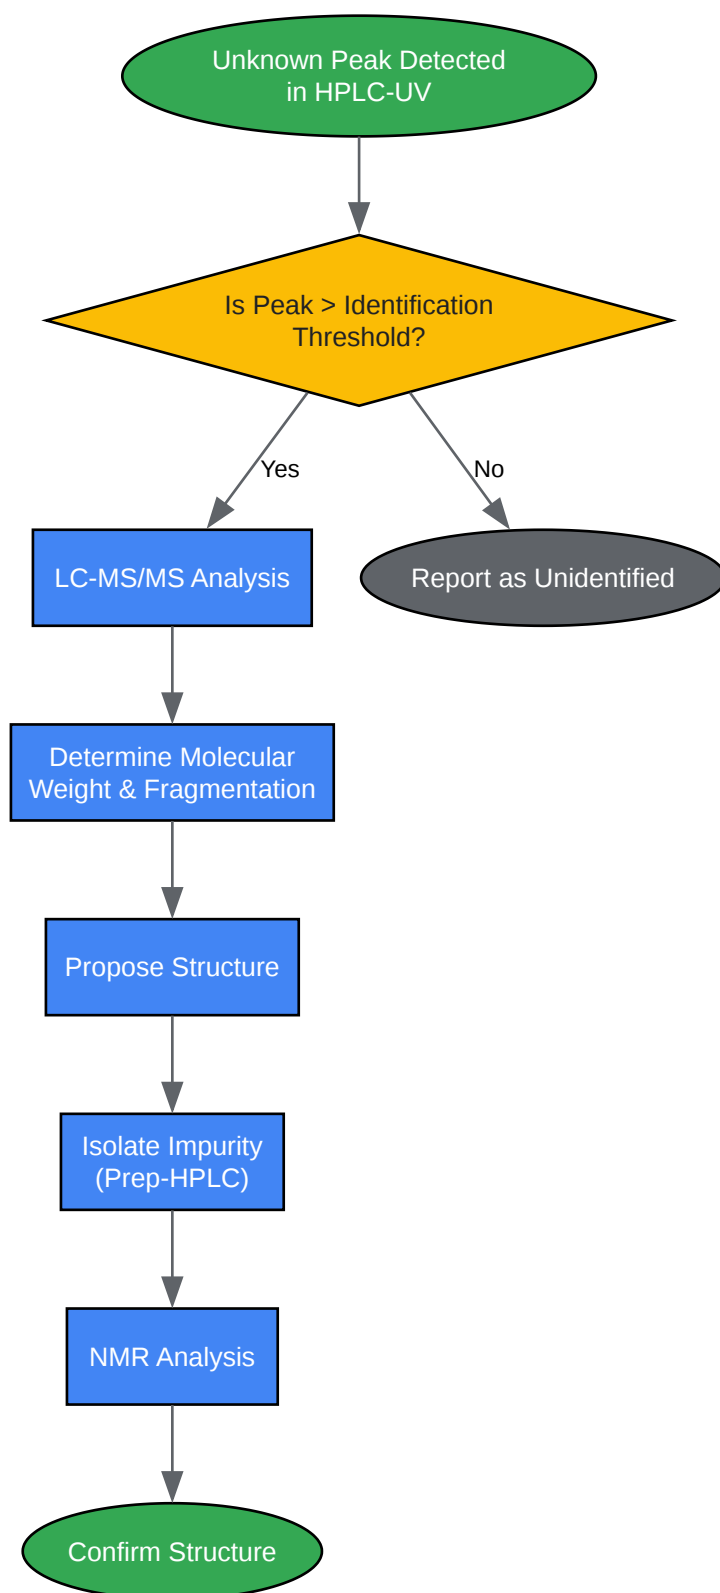 Unknown Peak Detected
in HPLC-UV
Is Peak > Identification
Threshold?
Yes
No
LC-MS/MS Analysis
Report as Unidentified
Determine Molecular
Weight & Fragmentation
Propose Structure
Isolate Impurity
(Prep-HPLC)
NMR Analysis
Confirm Structure